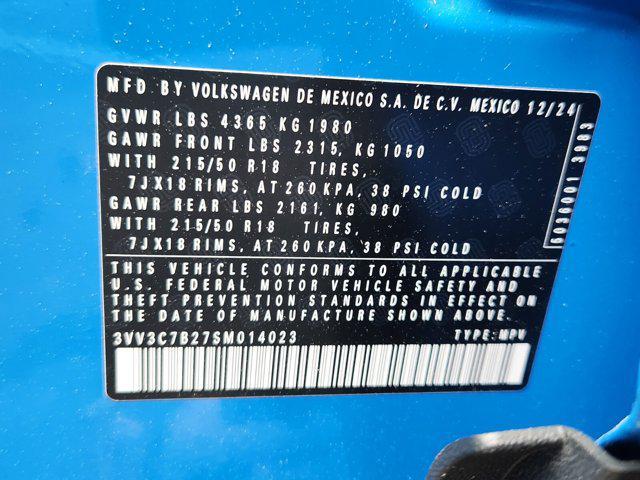 MFD BY VOLKSWAGEN DE MEXICO S.A. DE C.V. MEXICO 12/24
GVWR LBS 4365 KG 1980
GAWR FRONT LBS 2315, KG 1050
WITH 215/50 R18 TIRES,
7JX18 RIMS, AT 260 KPA, 38 PSI COLD
GAWR REAR LBS 2161, KG 980
WITH 215/50 R18 TIRES,
7JX18 RIMS, AT 260 KPA, 38 PSI COLD
THIS VEHICLE CONFORMS TO ALL APPLICABLE
U.S. FEDERAL MOTOR VEHICLE SAFETY AND
THEFT PREVENTION STANDARDS IN EFFECT ON
THE DATE OF MANUFACTURE SHOWN ABOVE.
3VV3C7B27SM014023 TYPE: MPV
6036001 3983